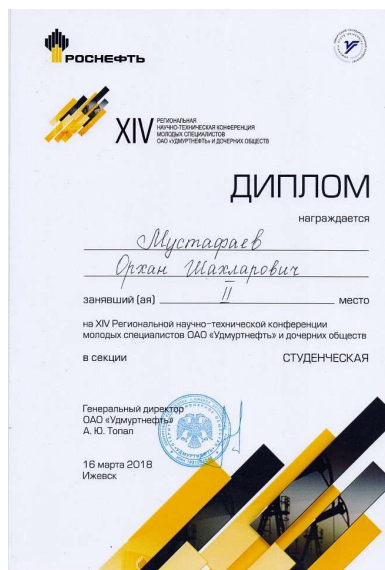 РОСНЕФТЬ
XIV РЕГИОНАЛЬНАЯ
НАУЧНО-ТЕХНИЧЕСКАЯ КОНФЕРЕНЦИЯ
МОЛОДЫХ СПЕЦИАЛИСТОВ
ОАО «УДМУРТНЕФТЬ» И ДОЧЕРНИХ ОБЩЕСТВ
ДИПЛОМ
награждается
Мустафаев
Орхан Шахларович
занявший (ая) II место
на XIV Региональной научно-технической конференции
молодых специалистов ОАО «Удмуртнефть» и дочерних обществ
в секции СТУДЕНЧЕСКАЯ
Генеральный директор
ОАО «Удмуртнефть»
А. Ю. Топал
16 марта 2018
Ижевск